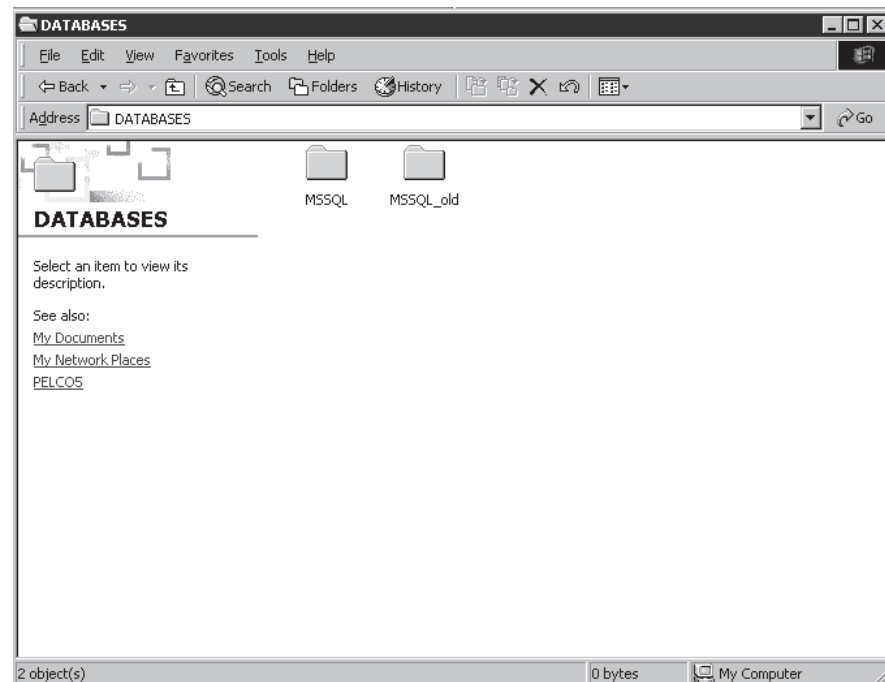 DATABASES
File Edit View Favorites Tools Help
Back Search Folders History
Address DATABASES Go
MSSQL MSSQL_old
DATABASES
Select an item to view its
description.
See also:
My Documents
My Network Places
PELCO5
2 object(s) 0 bytes My Computer